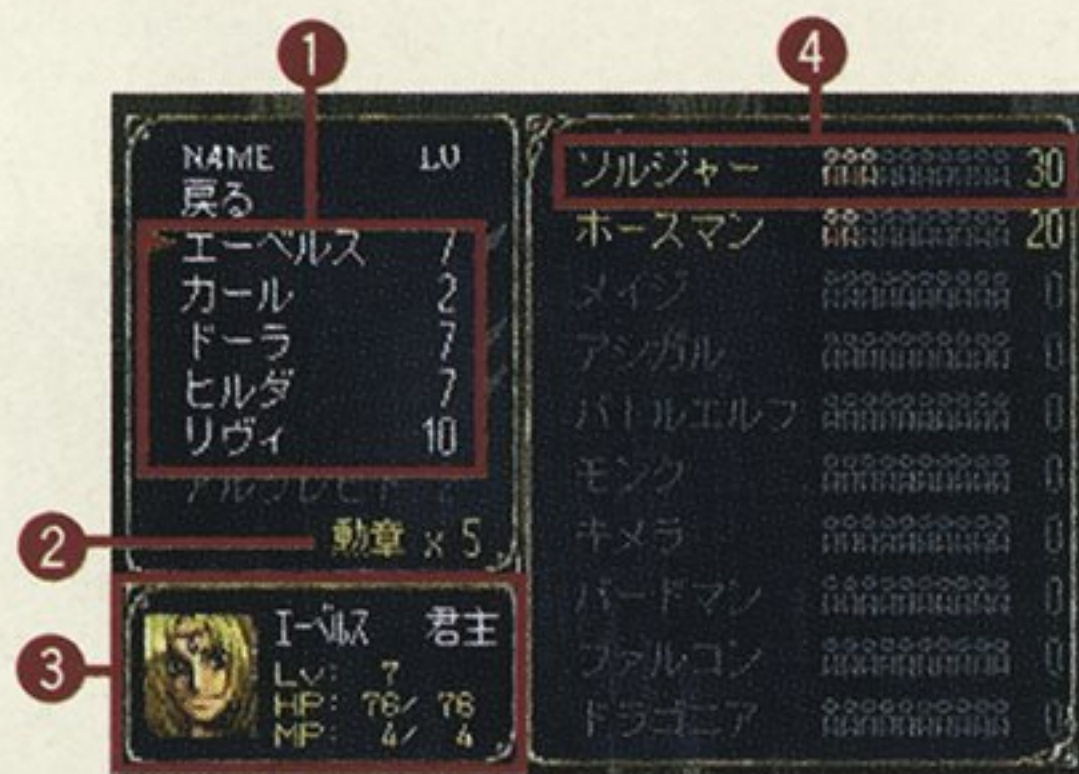 1
4
NAME LV
戻る
エーベルス 7
カール 2
ドーラ 7
ヒルダ 7
リヴィ 10
2
勲章 x 5
3
エーベルス 君主
Lv: 7
HP: 76/ 76
MP: 4/ 4
ソルジャー 30
ホースマン 20
メイジ 0
アシガル 0
バトルエルフ 0
モンク 0
キメラ 0
バードマン 0
ファルコン 0
ドラゴニア 0